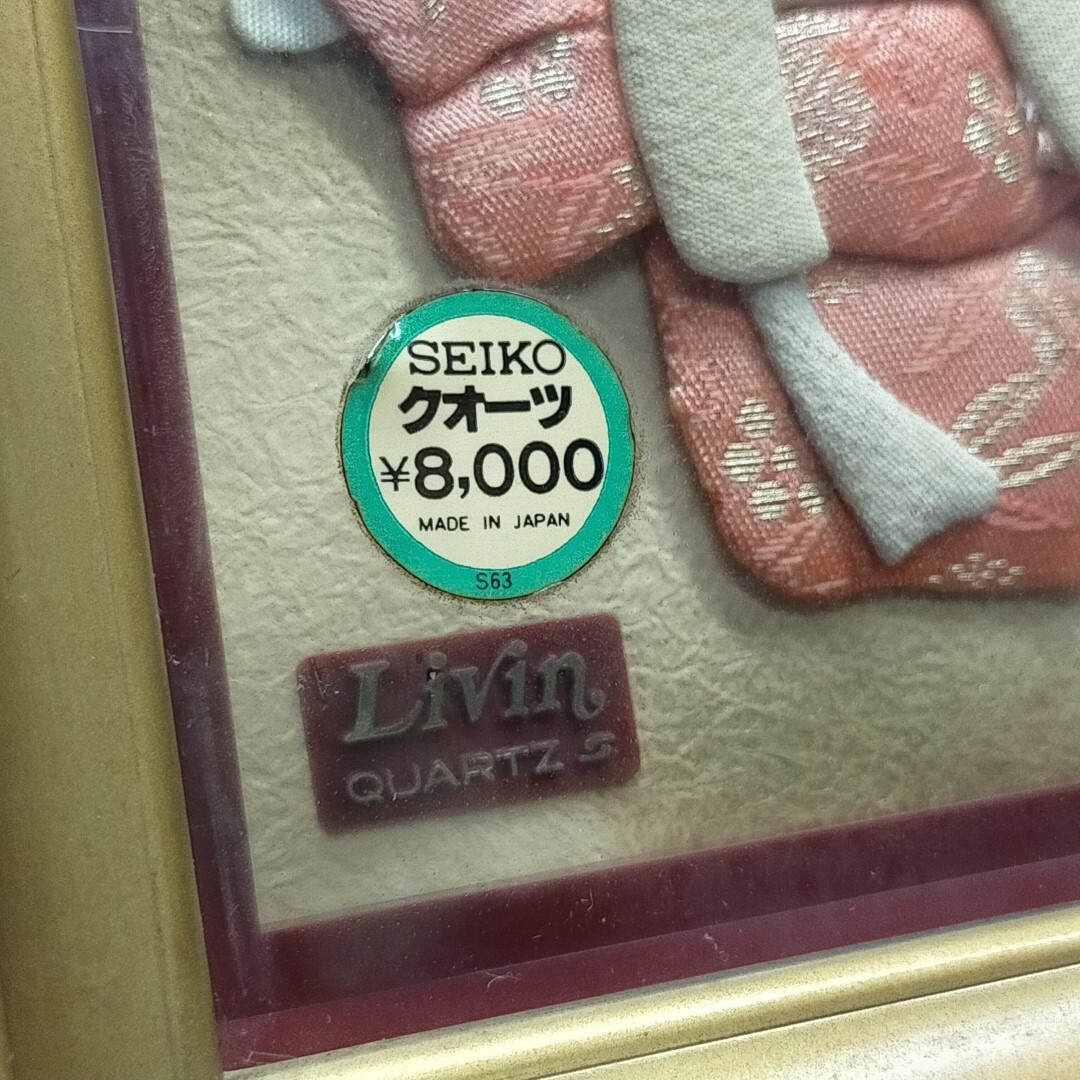 SEIKO
クオーツ
¥8,000
MADE IN JAPAN
S63
Livin
QUARTZ S